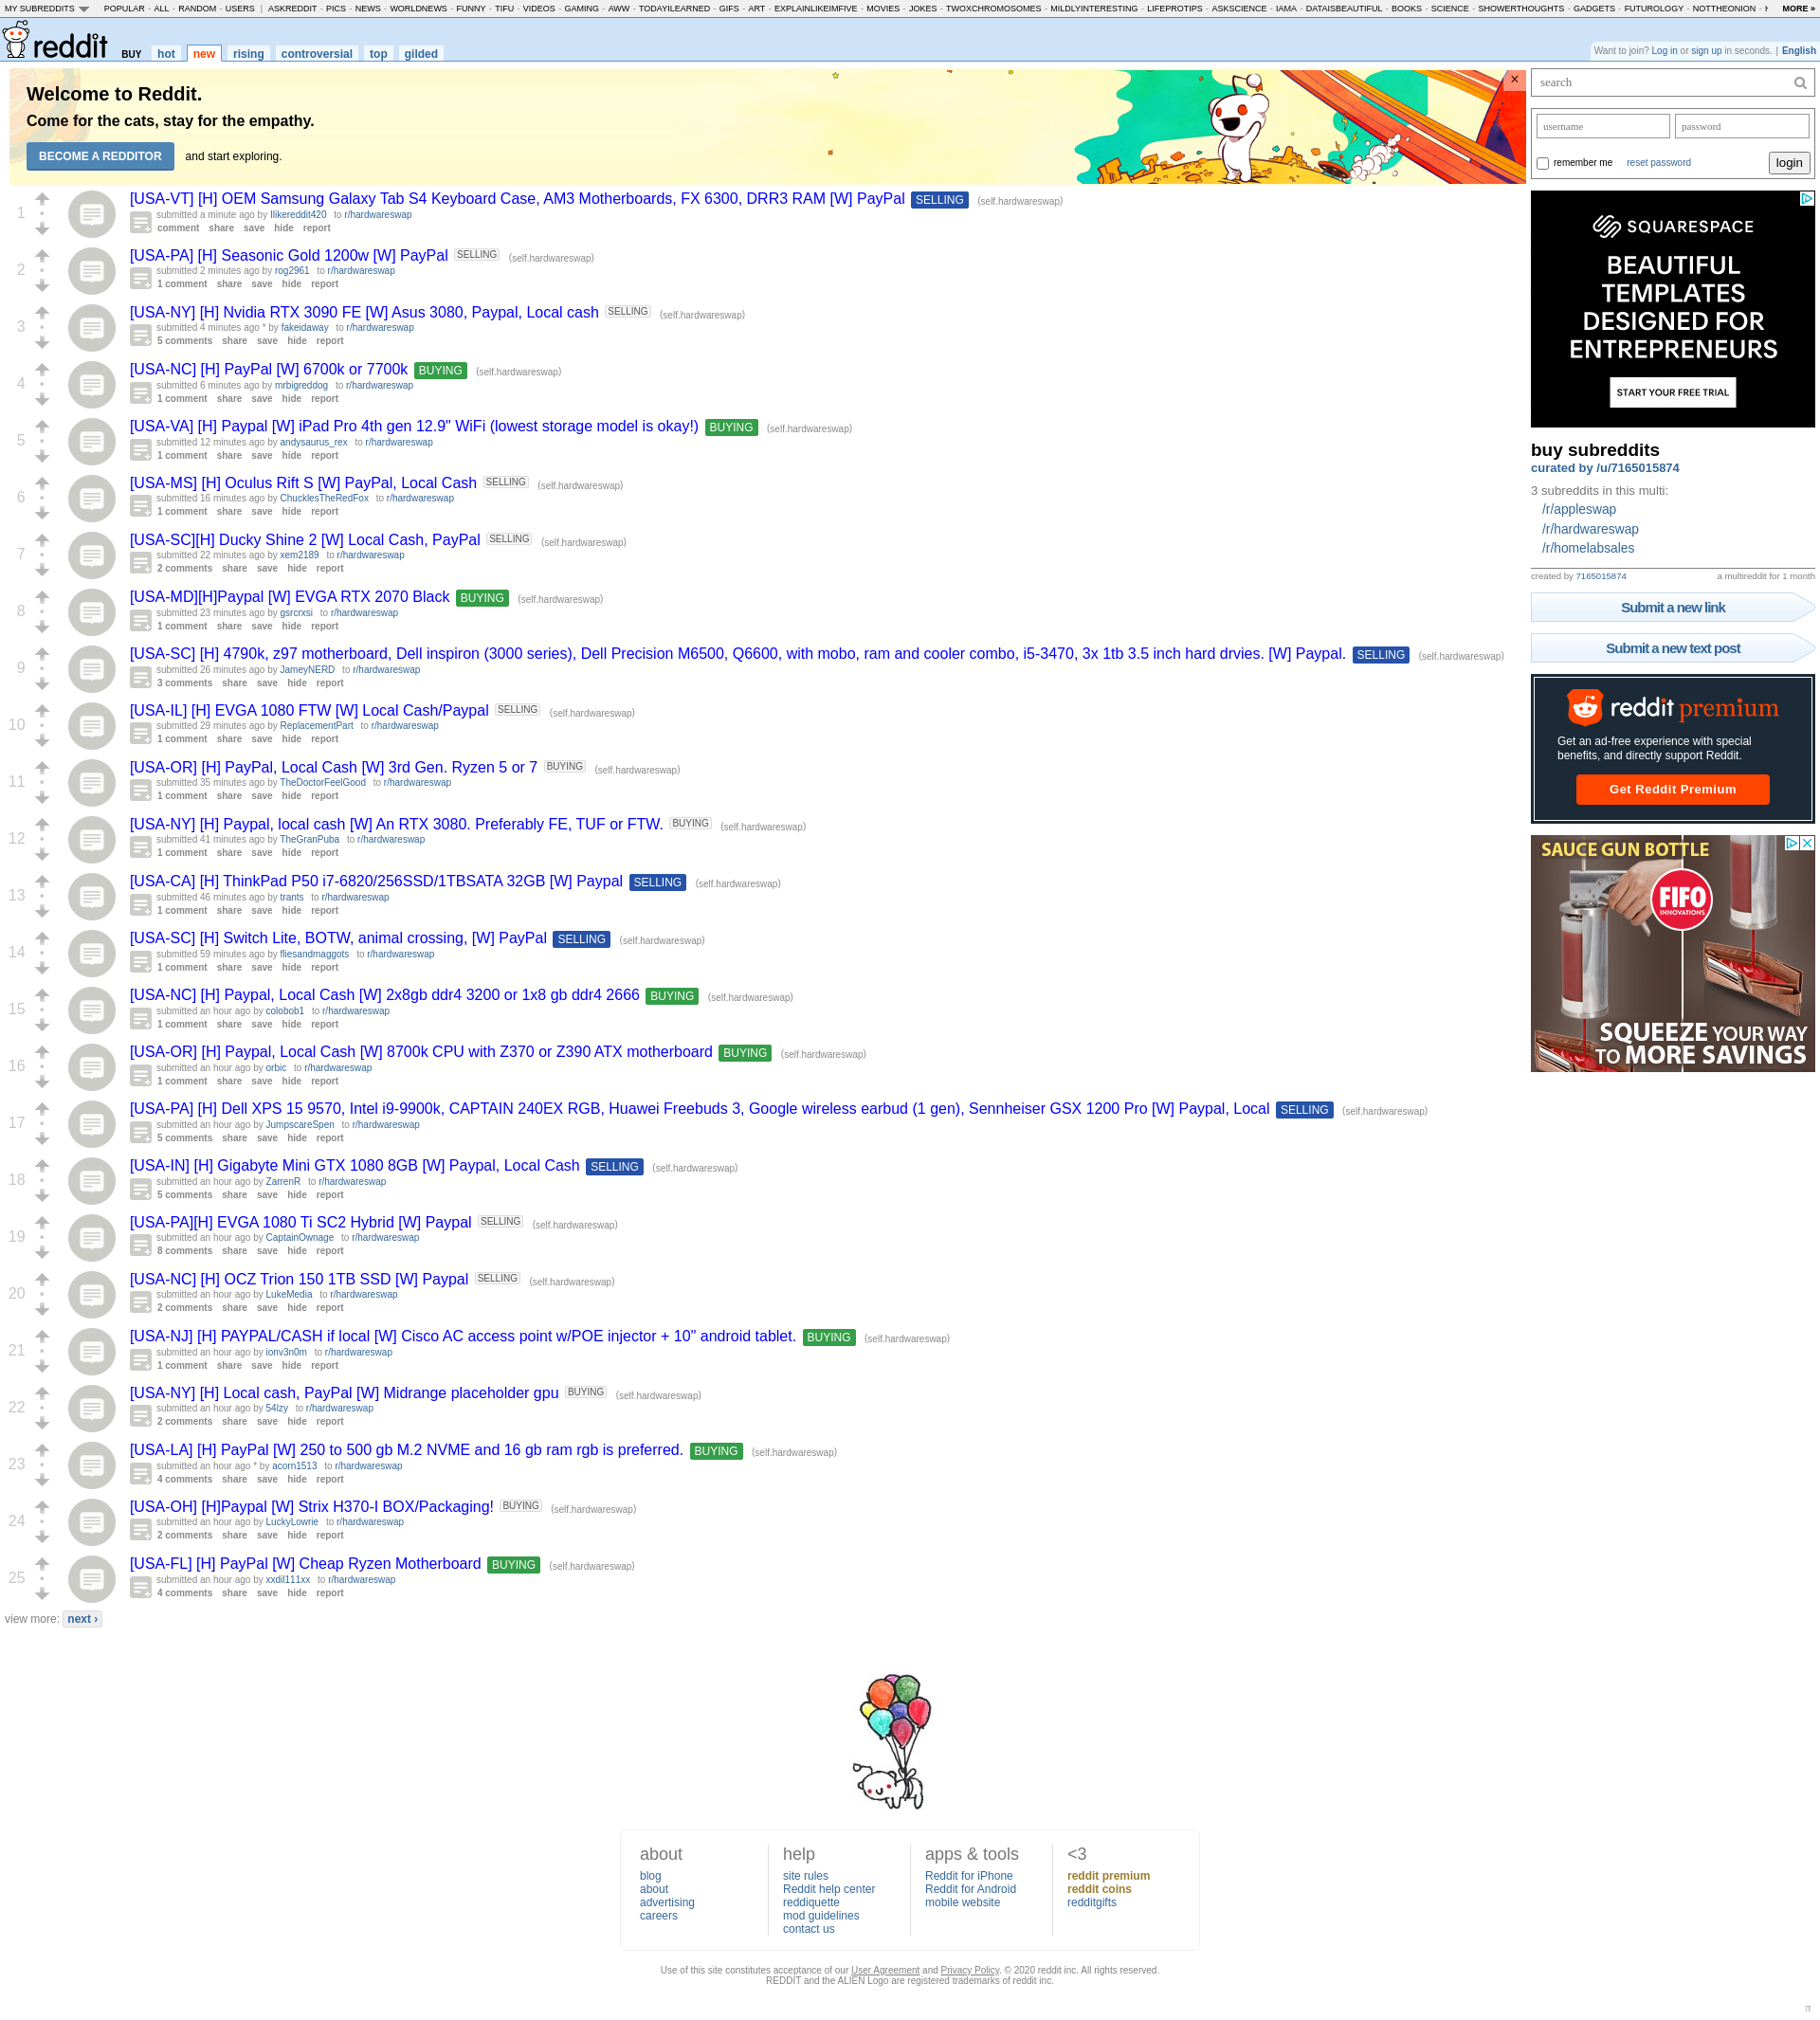 MY SUBREDDITS POPULAR - ALL - RANDOM - USERS | ASKREDDIT - PICS - NEWS - WORLDNEWS - FUNNY - TIFU - VIDEOS - GAMING - AWW - TODAYILEARNED - GIFS - ART - EXPLAINLIKEIMFIVE - MOVIES - JOKES - TWOXCHROMOSOMES - MILDLYINTERESTING - LIFEPROTIPS - ASKSCIENCE - IAMA - DATAISBEAUTIFUL - BOOKS - SCIENCE - SHOWERTHOUGHTS - GADGETS - FUTUROLOGY - NOTTHEONION - MORE »
reddit BUY hot new rising controversial top gilded
Want to join? Log in or sign up in seconds. | English
Welcome to Reddit.
Come for the cats, stay for the empathy.
BECOME A REDDITOR and start exploring.
×
1
[USA-VT] [H] OEM Samsung Galaxy Tab S4 Keyboard Case, AM3 Motherboards, FX 6300, DRR3 RAM [W] PayPal SELLING (self.hardwareswap)
submitted a minute ago by Ilikereddit420 to r/hardwareswap
comment share save hide report
2
[USA-PA] [H] Seasonic Gold 1200w [W] PayPal SELLING (self.hardwareswap)
submitted 2 minutes ago by rog2961 to r/hardwareswap
1 comment share save hide report
3
[USA-NY] [H] Nvidia RTX 3090 FE [W] Asus 3080, Paypal, Local cash SELLING (self.hardwareswap)
submitted 4 minutes ago * by fakeidaway to r/hardwareswap
5 comments share save hide report
4
[USA-NC] [H] PayPal [W] 6700k or 7700k BUYING (self.hardwareswap)
submitted 6 minutes ago by mrbigreddog to r/hardwareswap
1 comment share save hide report
5
[USA-VA] [H] Paypal [W] iPad Pro 4th gen 12.9" WiFi (lowest storage model is okay!) BUYING (self.hardwareswap)
submitted 12 minutes ago by andysaurus_rex to r/hardwareswap
1 comment share save hide report
6
[USA-MS] [H] Oculus Rift S [W] PayPal, Local Cash SELLING (self.hardwareswap)
submitted 16 minutes ago by ChucklesTheRedFox to r/hardwareswap
1 comment share save hide report
7
[USA-SC][H] Ducky Shine 2 [W] Local Cash, PayPal SELLING (self.hardwareswap)
submitted 22 minutes ago by xem2189 to r/hardwareswap
2 comments share save hide report
8
[USA-MD][H]Paypal [W] EVGA RTX 2070 Black BUYING (self.hardwareswap)
submitted 23 minutes ago by gsrcrxsi to r/hardwareswap
1 comment share save hide report
9
[USA-SC] [H] 4790k, z97 motherboard, Dell inspiron (3000 series), Dell Precision M6500, Q6600, with mobo, ram and cooler combo, i5-3470, 3x 1tb 3.5 inch hard drvies. [W] Paypal. SELLING (self.hardwareswap)
submitted 26 minutes ago by JameyNERD to r/hardwareswap
3 comments share save hide report
10
[USA-IL] [H] EVGA 1080 FTW [W] Local Cash/Paypal SELLING (self.hardwareswap)
submitted 29 minutes ago by ReplacementPart to r/hardwareswap
1 comment share save hide report
11
[USA-OR] [H] PayPal, Local Cash [W] 3rd Gen. Ryzen 5 or 7 BUYING (self.hardwareswap)
submitted 35 minutes ago by TheDoctorFeelGood to r/hardwareswap
1 comment share save hide report
12
[USA-NY] [H] Paypal, local cash [W] An RTX 3080. Preferably FE, TUF or FTW. BUYING (self.hardwareswap)
submitted 41 minutes ago by TheGranPuba to r/hardwareswap
1 comment share save hide report
13
[USA-CA] [H] ThinkPad P50 i7-6820/256SSD/1TBSATA 32GB [W] Paypal SELLING (self.hardwareswap)
submitted 46 minutes ago by trants to r/hardwareswap
1 comment share save hide report
14
[USA-SC] [H] Switch Lite, BOTW, animal crossing, [W] PayPal SELLING (self.hardwareswap)
submitted 59 minutes ago by fliesandmaggots to r/hardwareswap
1 comment share save hide report
15
[USA-NC] [H] Paypal, Local Cash [W] 2x8gb ddr4 3200 or 1x8 gb ddr4 2666 BUYING (self.hardwareswap)
submitted an hour ago by colobob1 to r/hardwareswap
1 comment share save hide report
16
[USA-OR] [H] Paypal, Local Cash [W] 8700k CPU with Z370 or Z390 ATX motherboard BUYING (self.hardwareswap)
submitted an hour ago by orbic to r/hardwareswap
1 comment share save hide report
17
[USA-PA] [H] Dell XPS 15 9570, Intel i9-9900k, CAPTAIN 240EX RGB, Huawei Freebuds 3, Google wireless earbud (1 gen), Sennheiser GSX 1200 Pro [W] Paypal, Local SELLING (self.hardwareswap)
submitted an hour ago by JumpscareSpen to r/hardwareswap
5 comments share save hide report
18
[USA-IN] [H] Gigabyte Mini GTX 1080 8GB [W] Paypal, Local Cash SELLING (self.hardwareswap)
submitted an hour ago by ZarrenR to r/hardwareswap
5 comments share save hide report
19
[USA-PA][H] EVGA 1080 Ti SC2 Hybrid [W] Paypal SELLING (self.hardwareswap)
submitted an hour ago by CaptainOwnage to r/hardwareswap
8 comments share save hide report
20
[USA-NC] [H] OCZ Trion 150 1TB SSD [W] Paypal SELLING (self.hardwareswap)
submitted an hour ago by LukeMedia to r/hardwareswap
2 comments share save hide report
21
[USA-NJ] [H] PAYPAL/CASH if local [W] Cisco AC access point w/POE injector + 10" android tablet. BUYING (self.hardwareswap)
submitted an hour ago by ionv3n0m to r/hardwareswap
1 comment share save hide report
22
[USA-NY] [H] Local cash, PayPal [W] Midrange placeholder gpu BUYING (self.hardwareswap)
submitted an hour ago by 54lzy to r/hardwareswap
2 comments share save hide report
23
[USA-LA] [H] PayPal [W] 250 to 500 gb M.2 NVME and 16 gb ram rgb is preferred. BUYING (self.hardwareswap)
submitted an hour ago * by acorn1513 to r/hardwareswap
4 comments share save hide report
24
[USA-OH] [H]Paypal [W] Strix H370-I BOX/Packaging! BUYING (self.hardwareswap)
submitted an hour ago by LuckyLowrie to r/hardwareswap
2 comments share save hide report
25
[USA-FL] [H] PayPal [W] Cheap Ryzen Motherboard BUYING (self.hardwareswap)
submitted an hour ago by xxdil111xx to r/hardwareswap
4 comments share save hide report
view more: next ›
search
username password
remember me reset password login
SQUARESPACE
BEAUTIFUL
TEMPLATES
DESIGNED FOR
ENTREPRENEURS
START YOUR FREE TRIAL
buy subreddits
curated by /u/7165015874
3 subreddits in this multi:
/r/appleswap
/r/hardwareswap
/r/homelabsales
created by 7165015874 a multireddit for 1 month
Submit a new link
Submit a new text post
reddit premium
Get an ad-free experience with special
benefits, and directly support Reddit.
Get Reddit Premium
SAUCE GUN BOTTLE
FIFO
INNOVATIONS
SQUEEZE YOUR WAY
TO MORE SAVINGS
about
blog
about
advertising
careers
help
site rules
Reddit help center
reddiquette
mod guidelines
contact us
apps & tools
Reddit for iPhone
Reddit for Android
mobile website
<3
reddit premium
reddit coins
redditgifts
Use of this site constitutes acceptance of our User Agreement and Privacy Policy. © 2020 reddit inc. All rights reserved.
REDDIT and the ALIEN Logo are registered trademarks of reddit inc.
π